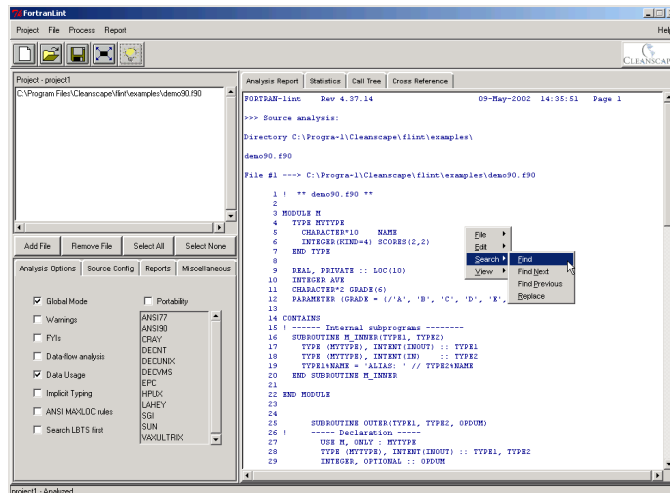 FortranLint
Project File Process Report Help
CLEANSCAPE
Project - project1
C:\Program Files\Cleanscape\flint\examples\demo90.f90
Add File Remove File Select All Select None
Analysis Options Source Config Reports Miscellaneous
Global Mode
Warnings
FYIs
Data-flow analysis
Data Usage
Implicit Typing
ANSI MAXLOC rules
Search LBTS first
Portability
ANSI77
ANSI90
CRAY
DECNT
DECUNIX
DECVMS
EPC
HPUX
LAHEY
SGI
SUN
VAXULTRIX
Analysis Report Statistics Call Tree Cross Reference
FORTRAN-lint Rev 4.37.14 09-May-2002 14:35:51 Page 1
>>> Source analysis:
Directory C:\Progra~1\Cleanscape\flint\examples\
demo90.f90
File #1 ---> C:\Progra~1\Cleanscape\flint\examples\demo90.f90
1 ! ** demo90.f90 **
2
3 MODULE M
4 TYPE MYTYPE
5 CHARACTER*10 NAME
6 INTEGER(KIND=4) SCORES(2,2)
7 END TYPE
8
9 REAL, PRIVATE :: LOC(10)
10 INTEGER AVE
11 CHARACTER*2 GRADE(6)
12 PARAMETER (GRADE = (/'A', 'B', 'C', 'D', 'E',
13
14 CONTAINS
15 ! ------ Internal subprograms --------
16 SUBROUTINE M_INNER(TYPE1, TYPE2)
17 TYPE (MYTYPE), INTENT(INOUT) :: TYPE1
18 TYPE (MYTYPE), INTENT(IN) :: TYPE2
19 TYPE1%NAME = 'ALIAS: ' // TYPE2%NAME
20 END SUBROUTINE M_INNER
21
22 END MODULE
23
24
25 SUBROUTINE OUTER(TYPE1, TYPE2, OPDUM)
26 ! ----- Declaration -----
27 USE M, ONLY : MYTYPE
28 TYPE (MYTYPE), INTENT(INOUT) :: TYPE1, TYPE2
29 INTEGER, OPTIONAL :: OPDUM
File
Edit
Search
View
Find
Find Next
Find Previous
Replace
project1 - Analyzed